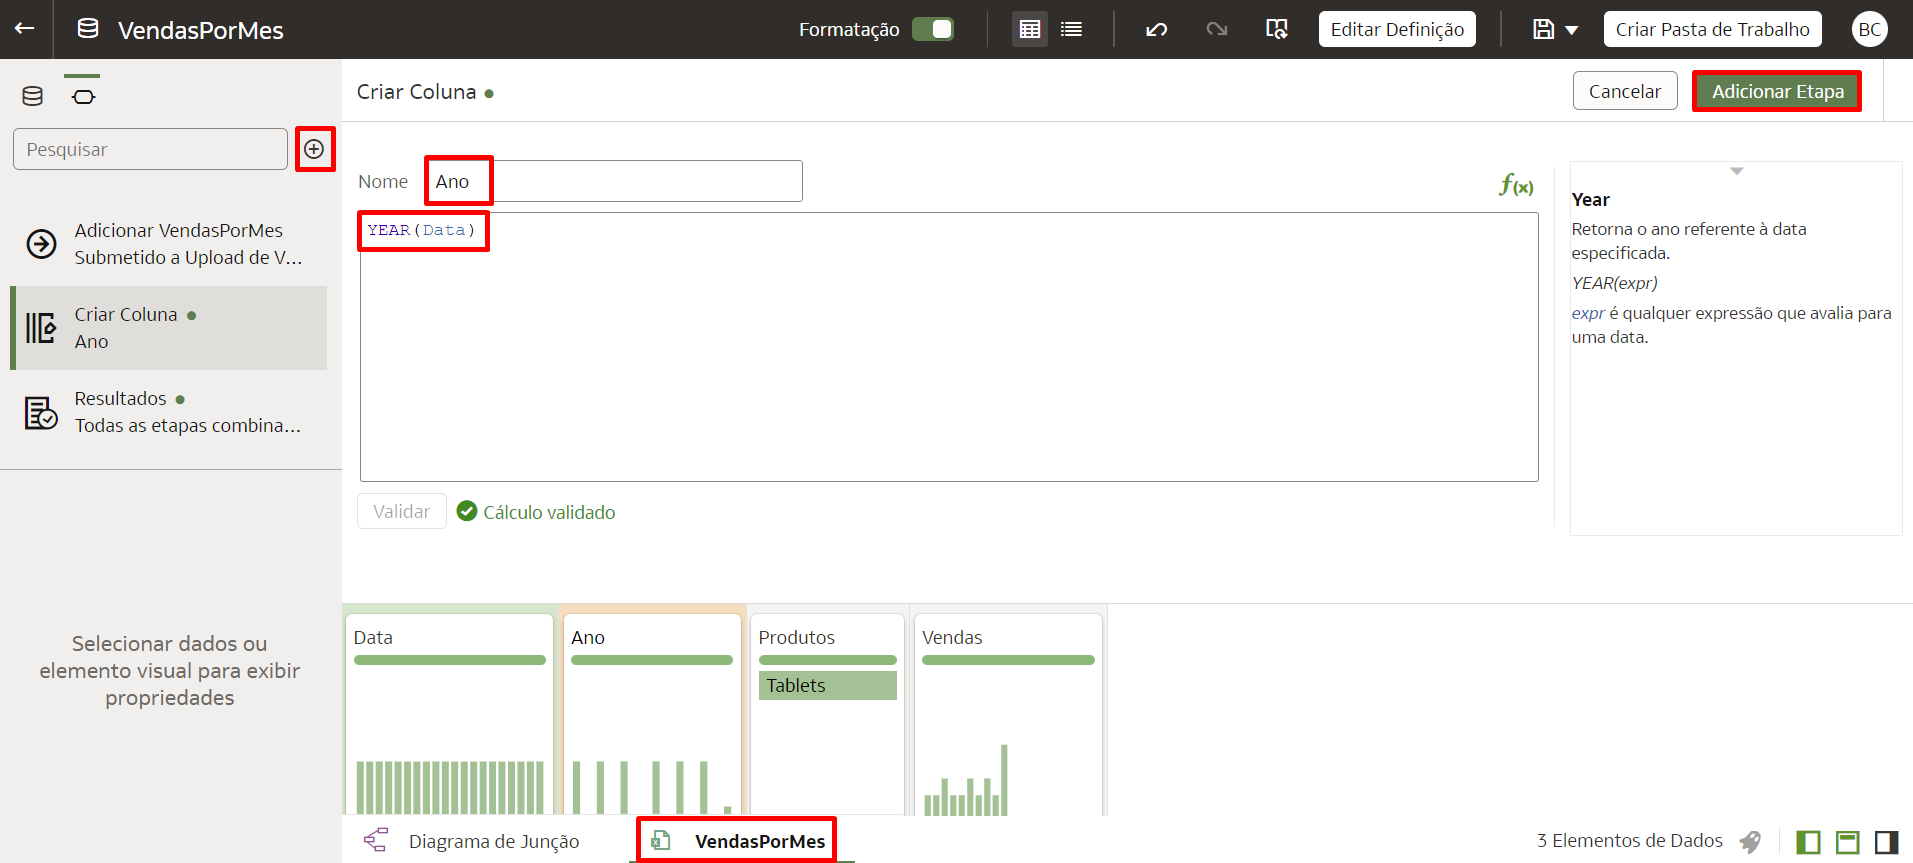 VendasPorMes
Formatação
Editar Definição
Criar Pasta de Trabalho
BC
Pesquisar
Adicionar VendasPorMes
Submetido a Upload de V...
Criar Coluna
Ano
Resultados
Todas as etapas combina...
Selecionar dados ou
elemento visual para exibir
propriedades
Criar Coluna
Cancelar
Adicionar Etapa
Nome
Ano
f(x)
YEAR(Data)
Validar
Cálculo validado
Year
Retorna o ano referente à data
especificada.
YEAR(expr)
expr é qualquer expressão que avalia para
uma data.
Data
Ano
Produtos
Vendas
Tablets
Diagrama de Junção
VendasPorMes
3 Elementos de Dados